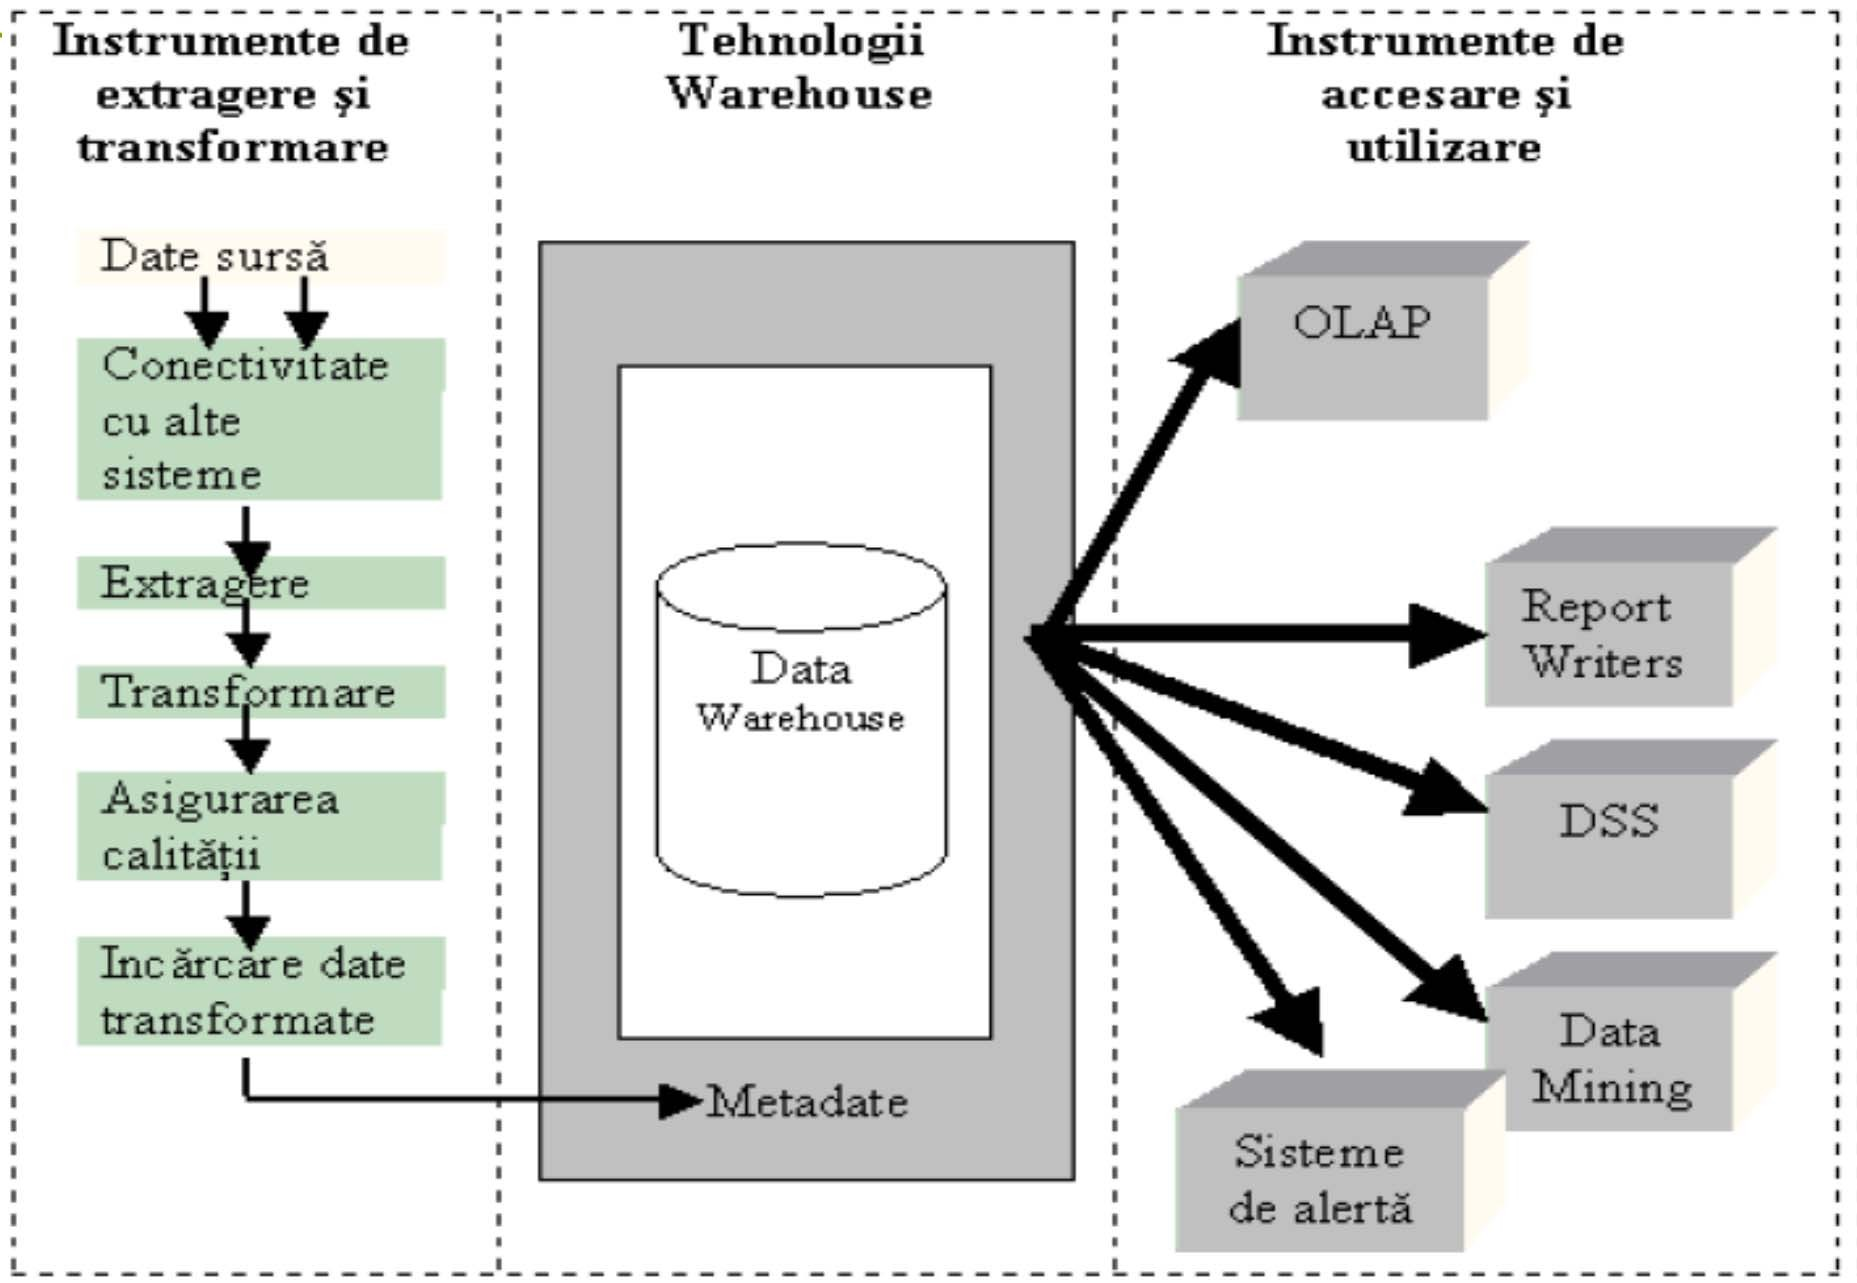 Instrumente de
extragere şi
transformare
Date sursă
Conectivitate
cu alte
sisteme
Extragere
Transformare
Asigurarea
calităţii
Incărcare date
transformate
Tehnologii
Warehouse
Data
Warehouse
Metadate
Instrumente de
accesare şi
utilizare
OLAP
Report
Writers
DSS
Data
Mining
Sisteme
de alertă